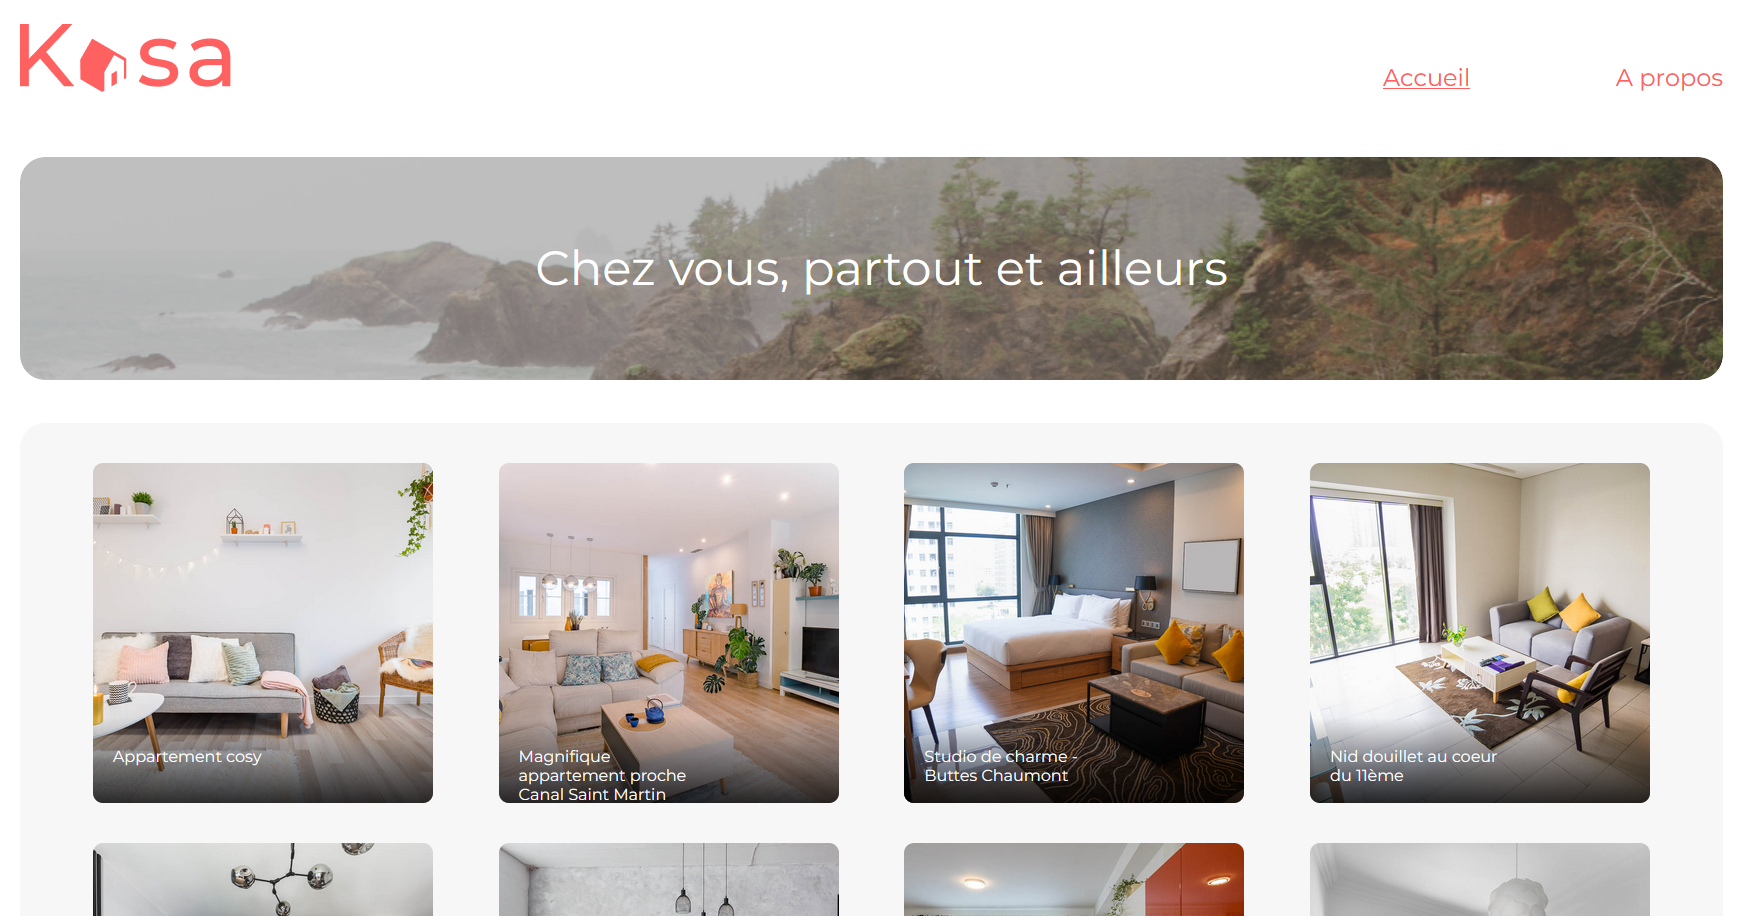 Kasa
Accueil
A propos
Chez vous, partout et ailleurs
Appartement cosy
Magnifique
appartement proche
Canal Saint Martin
Studio de charme -
Buttes Chaumont
Nid douillet au coeur
du 11ème